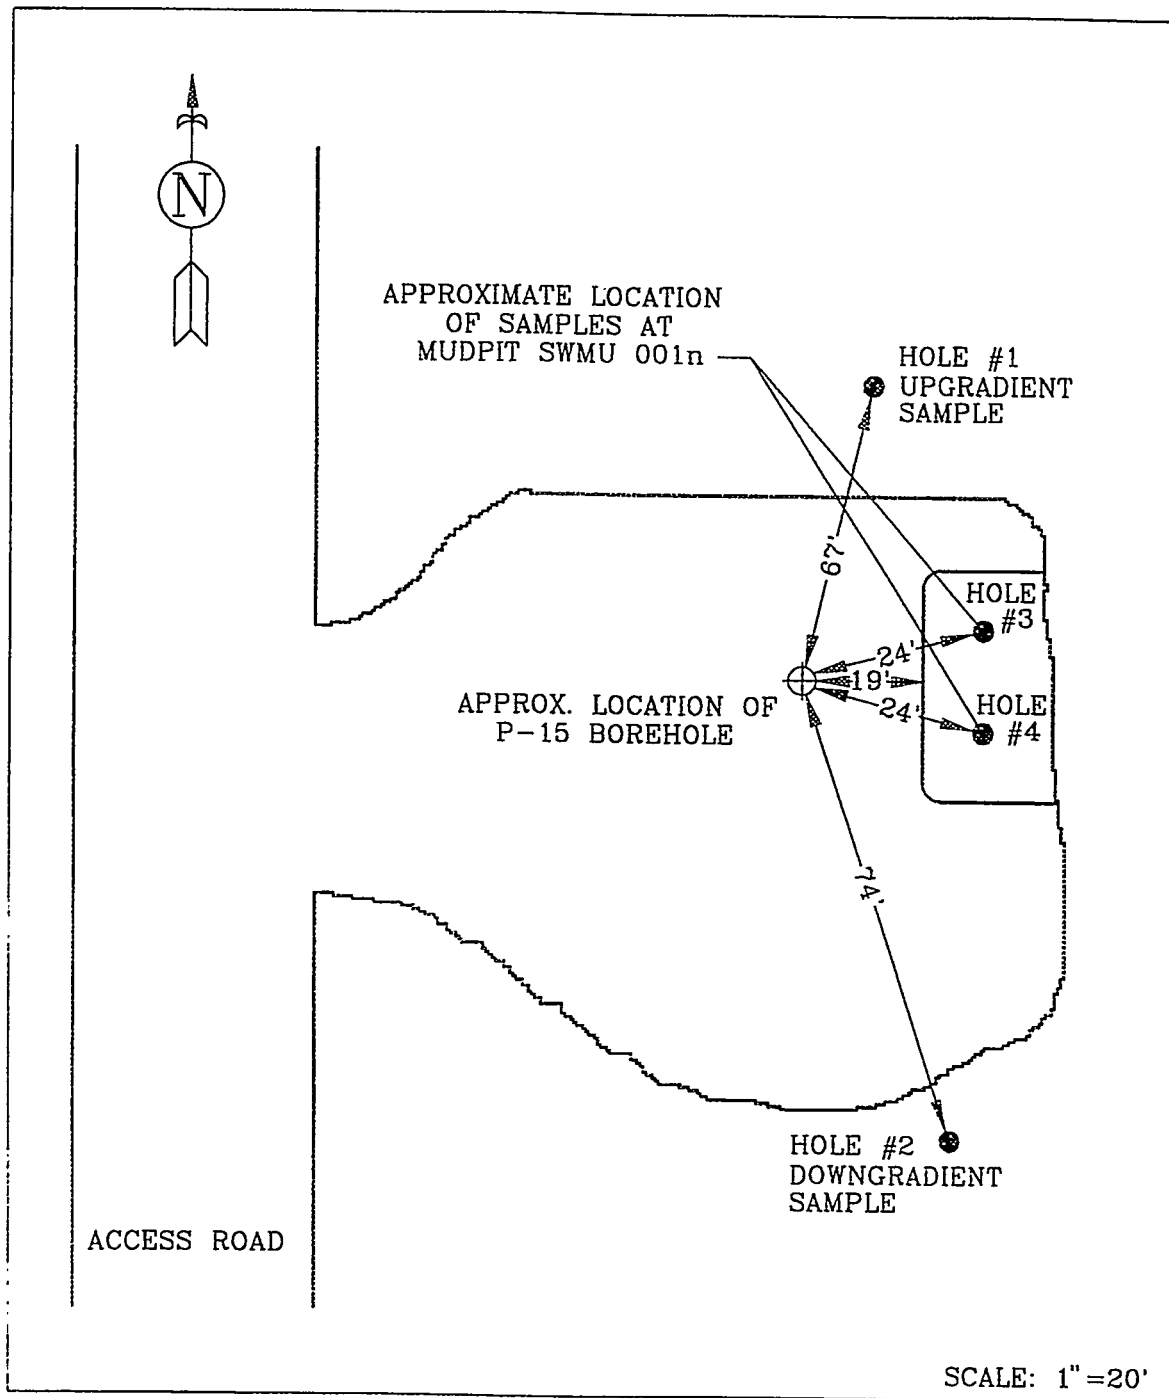 N
APPROXIMATE LOCATION
OF SAMPLES AT
MUDPIT SWMU 001n
HOLE #1
UPGRADIENT
SAMPLE
67'
HOLE
#3
24'
19'
24'
HOLE
#4
APPROX. LOCATION OF
P-15 BOREHOLE
74'
HOLE #2
DOWNGRADIENT
SAMPLE
ACCESS ROAD
SCALE: 1"=20'